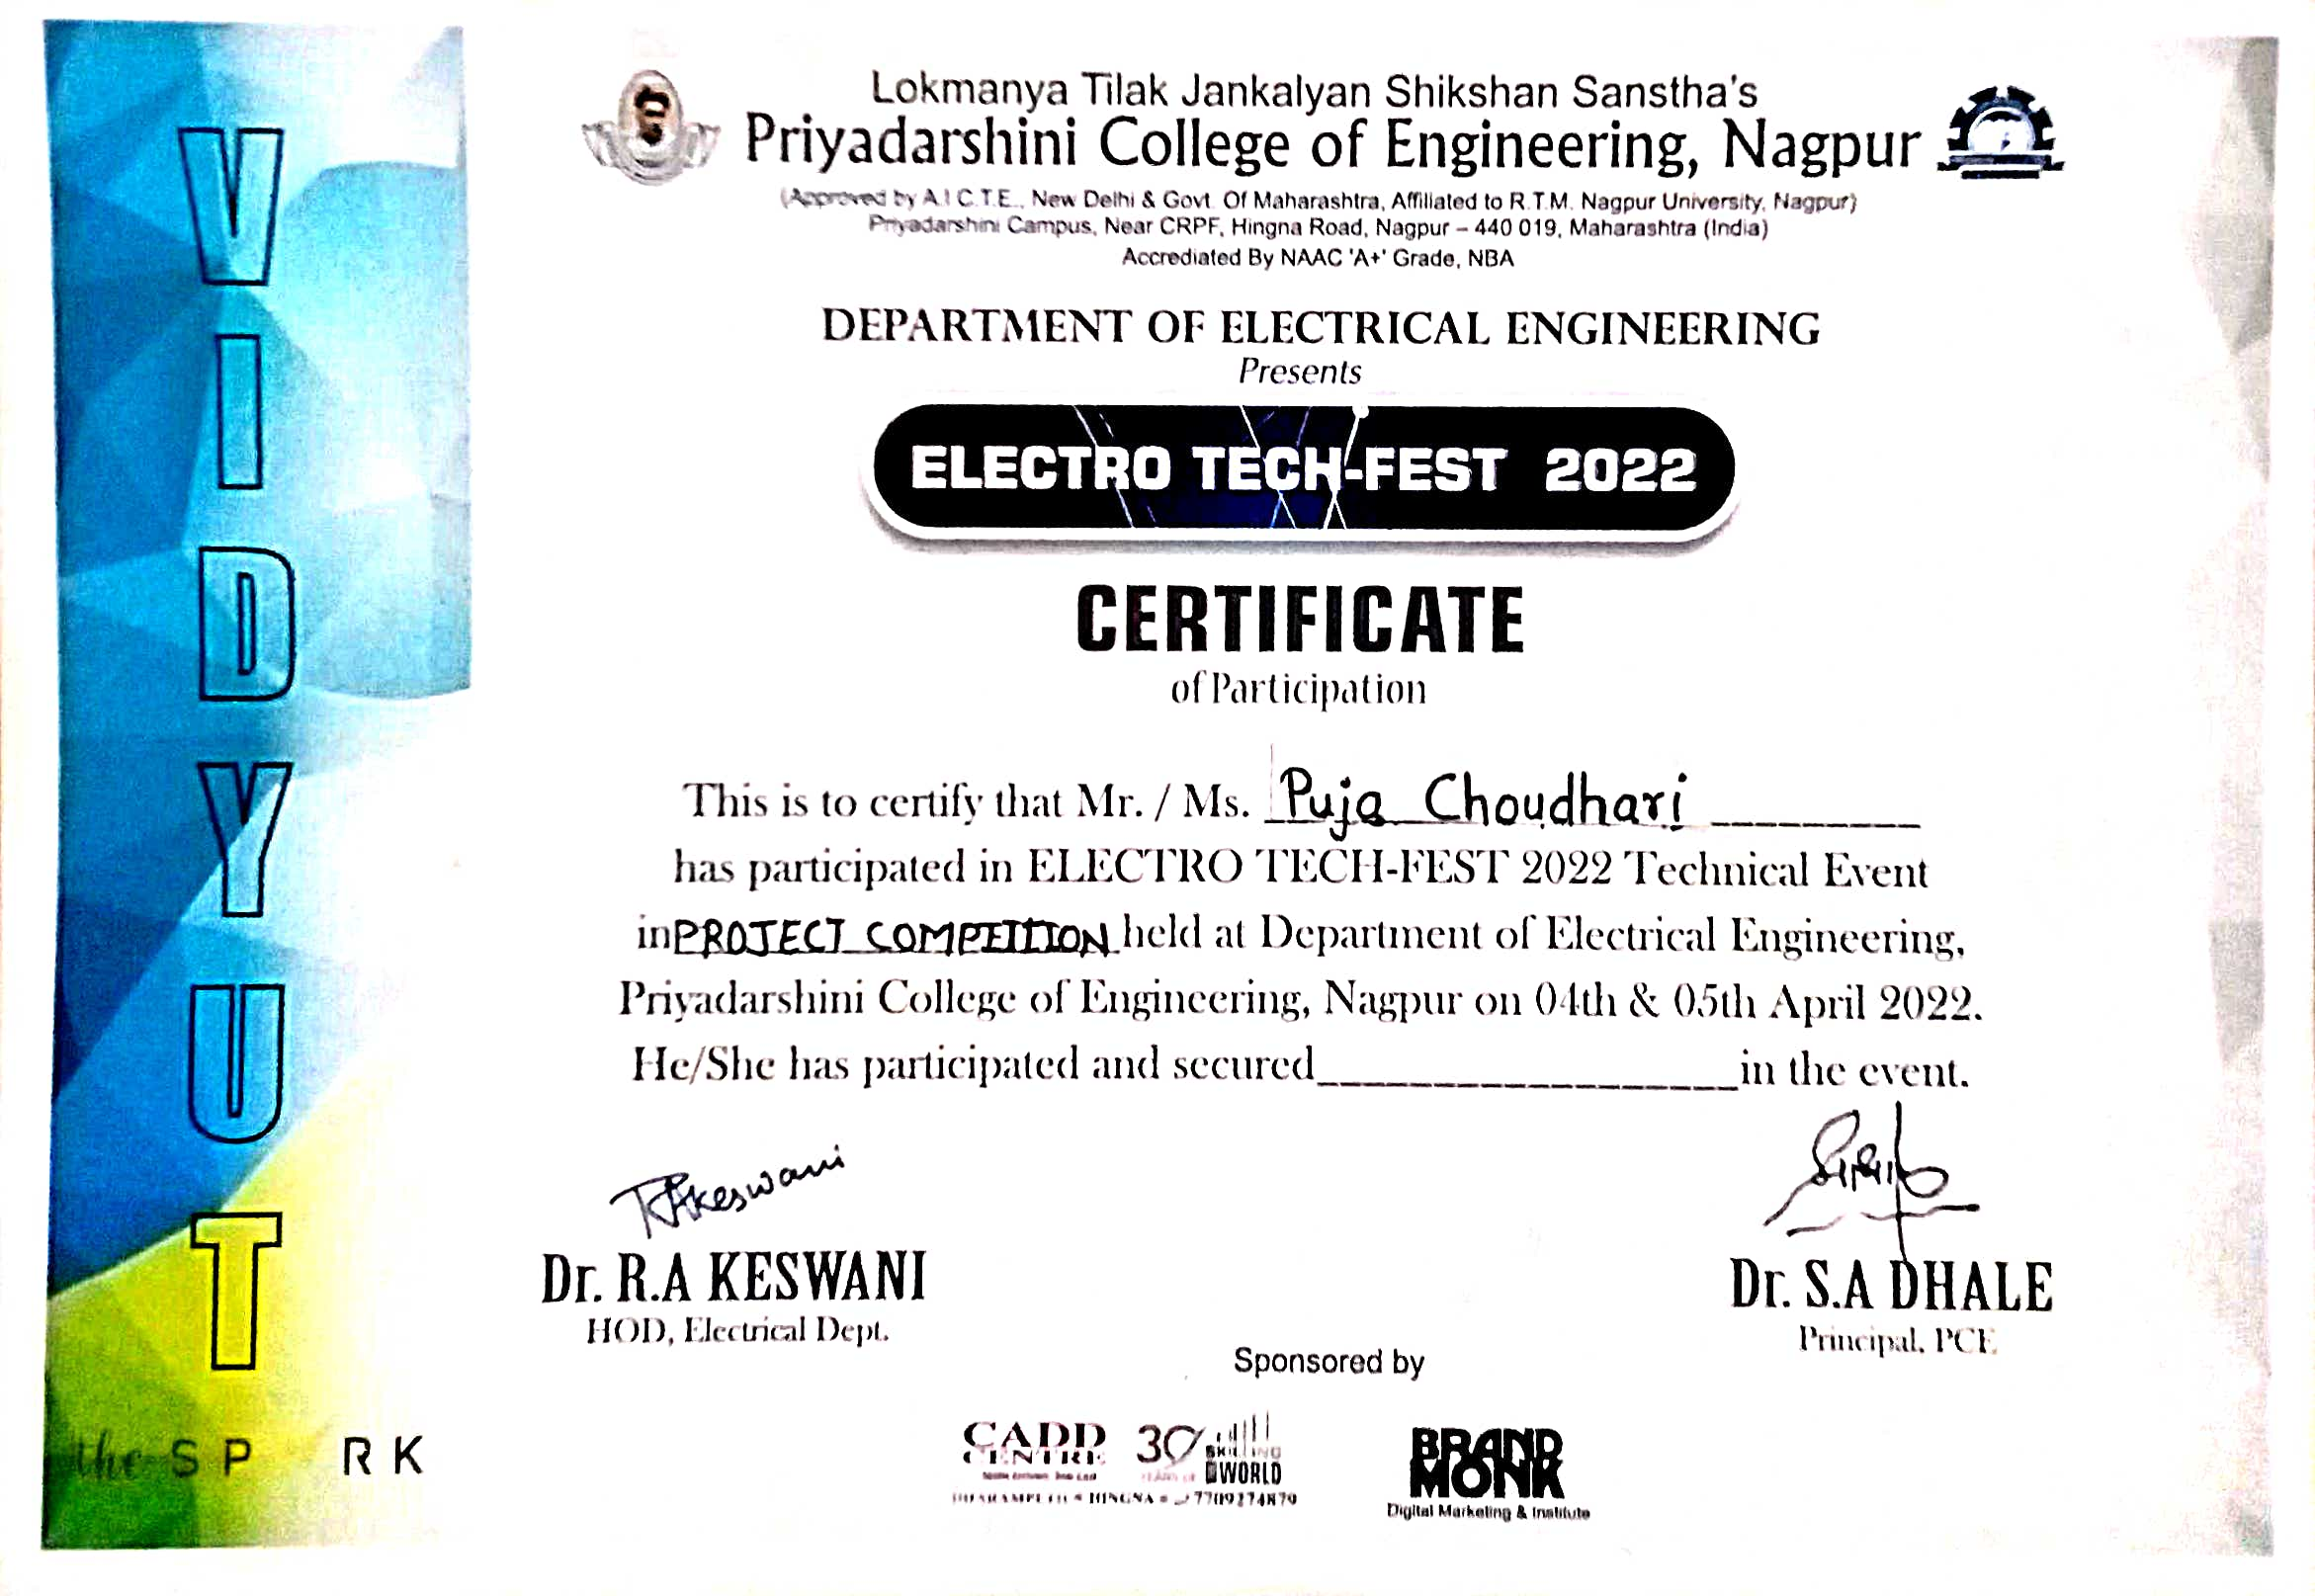 VIDYUT
the SP RK
Lokmanya Tilak Jankalyan Shikshan Sanstha's
Priyadarshini College of Engineering, Nagpur
(Approved by A.I.C.T.E., New Delhi & Govt. Of Maharashtra, Affiliated to R.T.M. Nagpur University, Nagpur)
Priyadarshini Campus, Near CRPF, Hingna Road, Nagpur – 440 019, Maharashtra (India)
Accrediated By NAAC 'A+' Grade, NBA
DEPARTMENT OF ELECTRICAL ENGINEERING
Presents
ELECTRO TECH-FEST 2022
CERTIFICATE
of Participation
This is to certify that Mr. / Ms. Puja Choudhari
has participated in ELECTRO TECH-FEST 2022 Technical Event
in PROJECT COMPETITION held at Department of Electrical Engineering,
Priyadarshini College of Engineering, Nagpur on 04th & 05th April 2022.
He/She has participated and secured__________________in the event.
RAKeswani
Dr. R.A KESWANI
HOD, Electrical Dept.
Dr. S.A DHALE
Principal, PCE
Sponsored by
CADD CENTRE
30 YEARS OF SKILLING D WORLD
HINGNA 7709274879
BRAND MONK
Digital Marketing & Institute